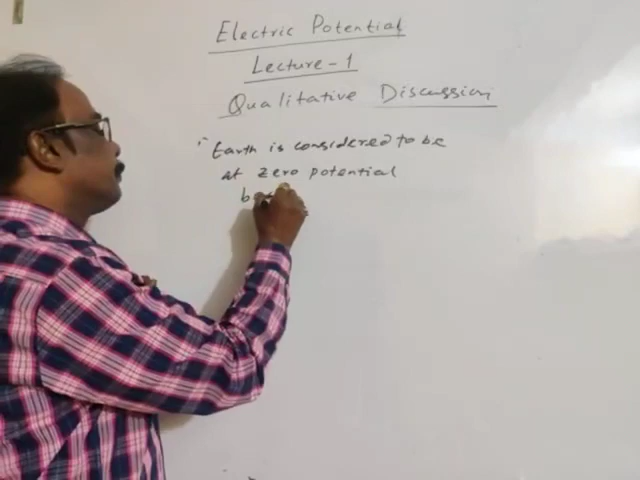 Electric Potential
Lecture-1
Qualitative Discussion
" Earth is considered to be
at zero potential